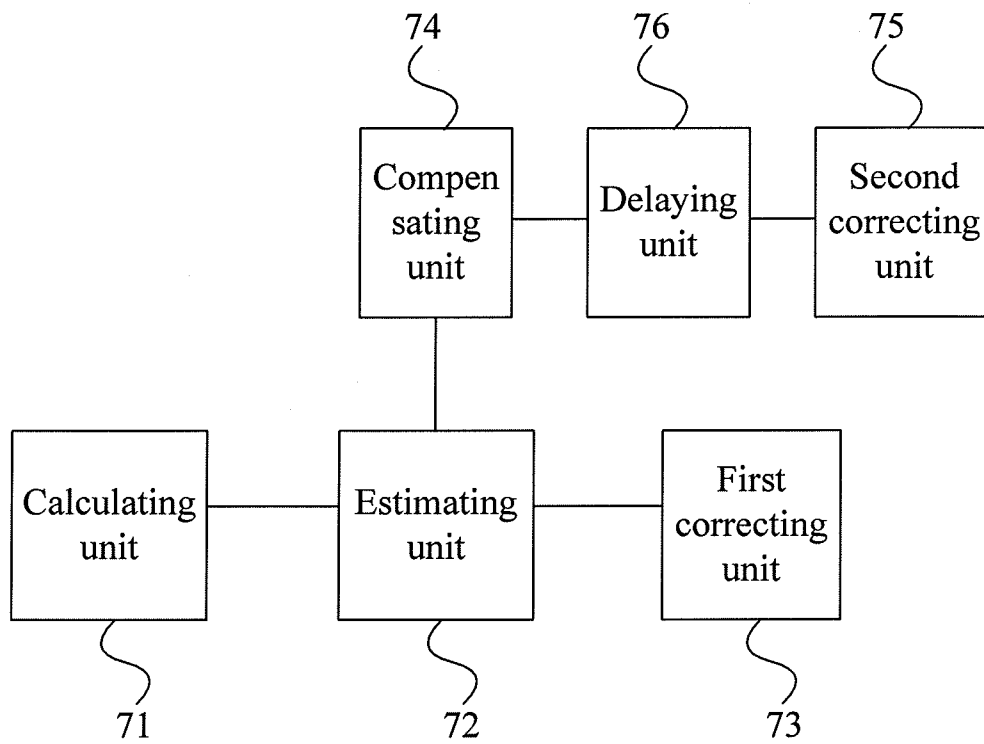 74
76
75
Compen
sating
unit
Delaying
unit
Second
correcting
unit
Calculating
unit
Estimating
unit
First
correcting
unit
71
72
73